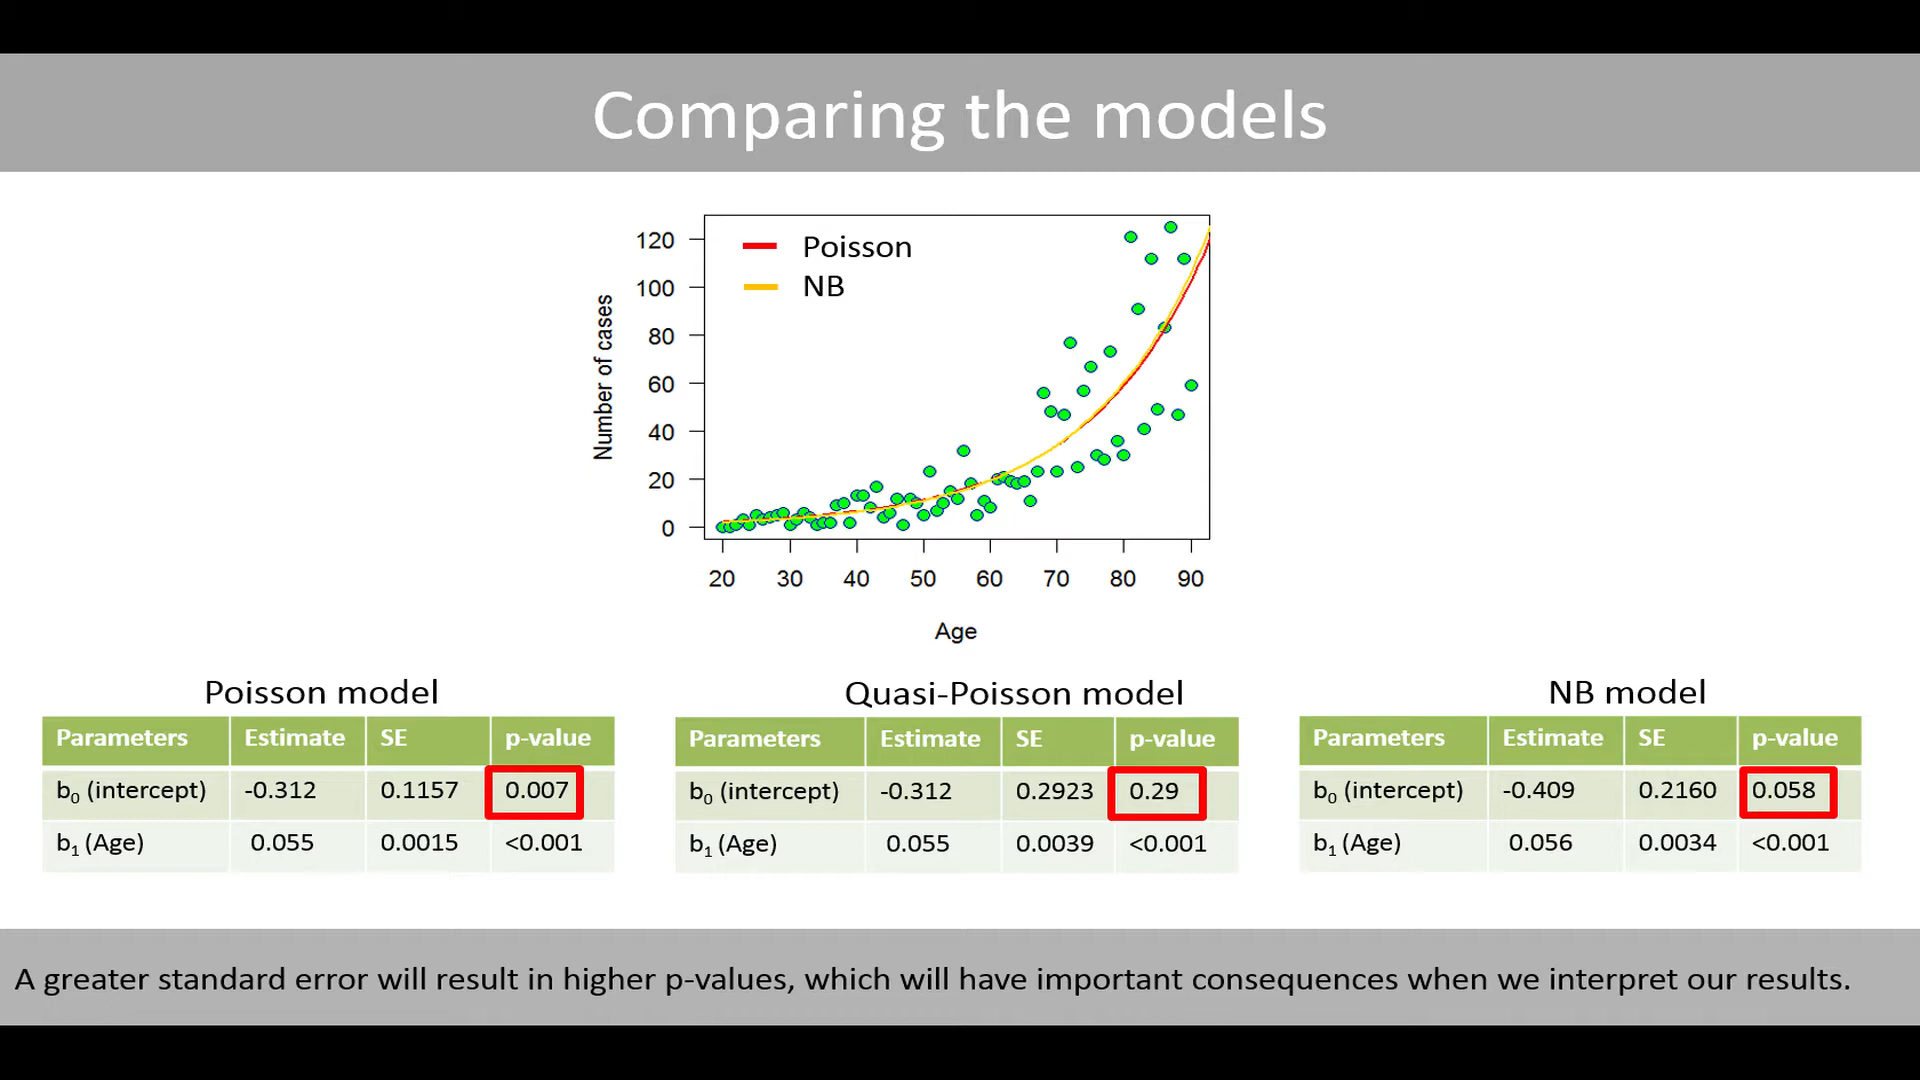 Comparing the models
Poisson
NB
120
100
80
60
40
20
0
Number of cases
20 30 40 50 60 70 80 90
Age
Poisson model
Parameters Estimate SE p-value
b₀ (intercept) -0.312 0.1157 0.007
b₁ (Age) 0.055 0.0015 <0.001
Quasi-Poisson model
Parameters Estimate SE p-value
b₀ (intercept) -0.312 0.2923 0.29
b₁ (Age) 0.055 0.0039 <0.001
NB model
Parameters Estimate SE p-value
b₀ (intercept) -0.409 0.2160 0.058
b₁ (Age) 0.056 0.0034 <0.001
A greater standard error will result in higher p-values, which will have important consequences when we interpret our results.